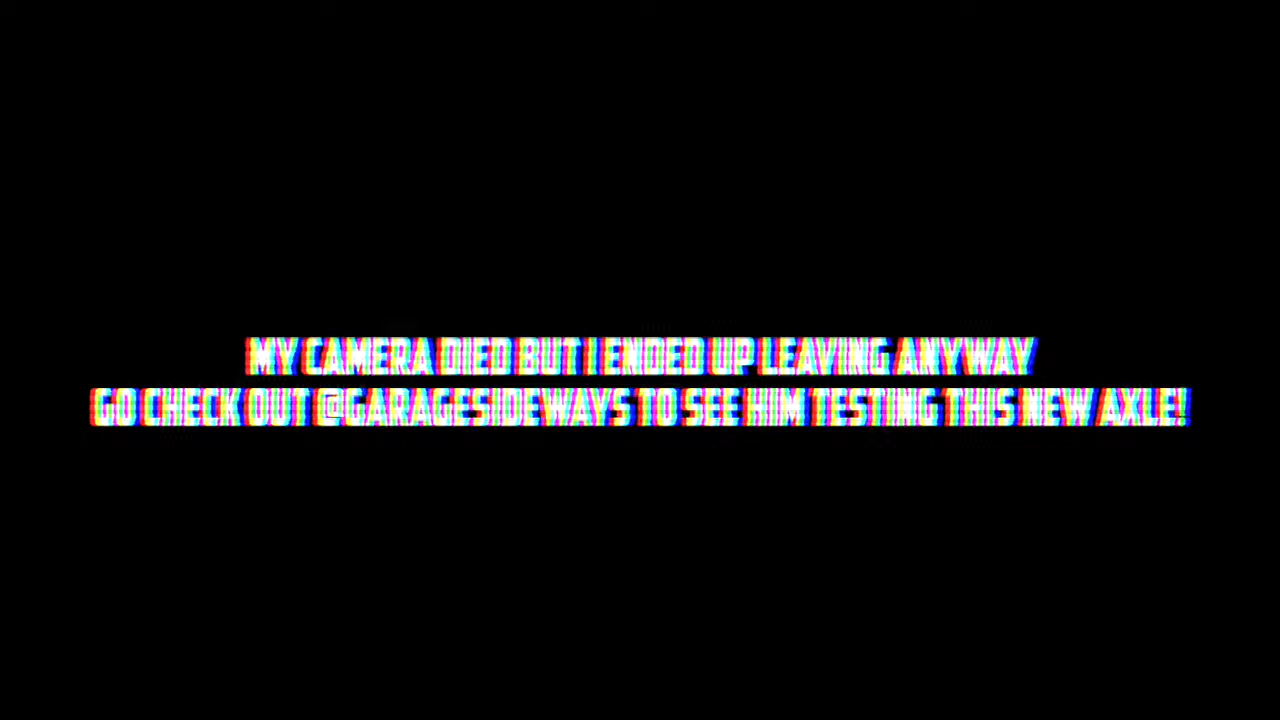 MY CAMERA DIED BUT I ENDED UP LEAVING ANYWAY
GO CHECK OUT @GARAGESIDEWAYS TO SEE HIM TESTING THIS NEW AXLE!